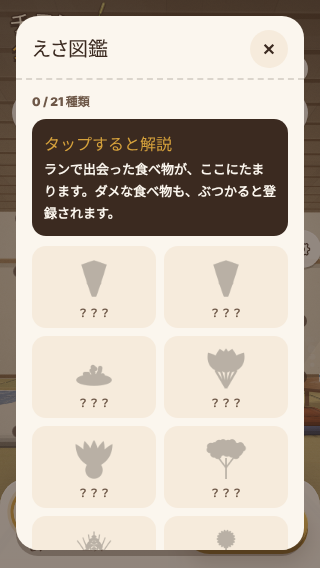 えさ図鑑
×
0 / 21種類
タップすると解説
ランで出会った食べ物が、ここにたま
ります。ダメな食べ物も、ぶつかると登
録されます。
？？？
？？？
？？？
？？？
？？？
？？？